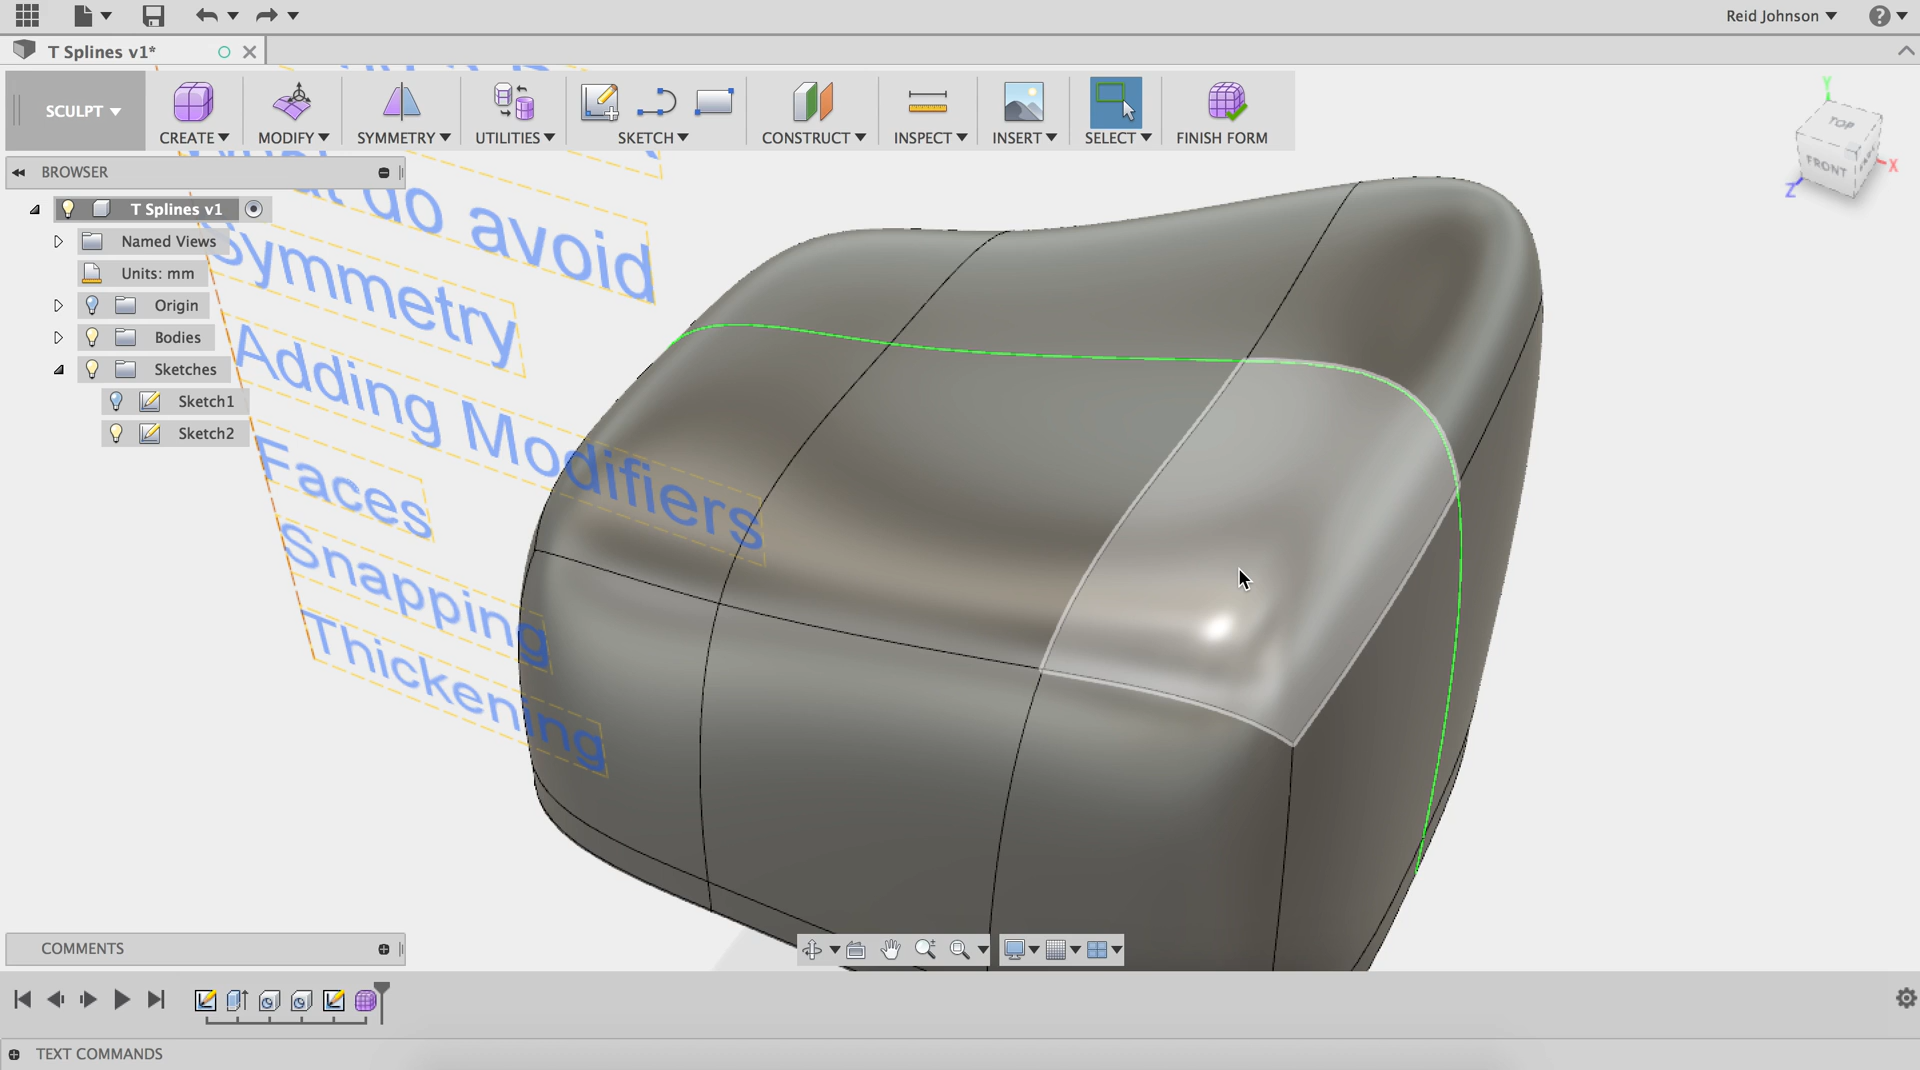 Reid Johnson
T Splines v1*
SCULPT
CREATE
MODIFY
SYMMETRY
UTILITIES
SKETCH
CONSTRUCT
INSPECT
INSERT
SELECT
FINISH FORM
TOP
FRONT
Y
X
Z
BROWSER
T Splines v1
Named Views
Units: mm
Origin
Bodies
Sketches
Sketch1
Sketch2
do avoid
Symmetry
Adding Modifiers
Faces
Snapping
Thickening
COMMENTS
TEXT COMMANDS